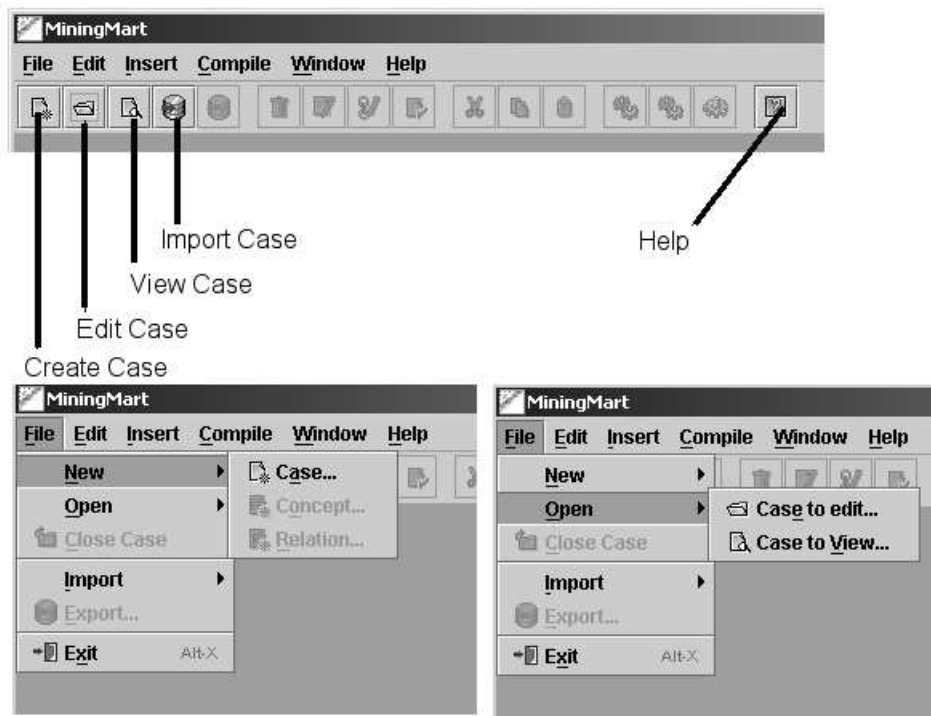 MiningMart
File Edit Insert Compile Window Help
Import Case
Help
View Case
Edit Case
Create Case
MiningMart
File Edit Insert Compile Window Help
New
Case...
Open
Concept...
Close Case
Relation...
Import
Export...
Exit Alt-X
MiningMart
File Edit Insert Compile Window Help
New
Open
Case to edit...
Close Case
Case to View...
Import
Export...
Exit Alt-X